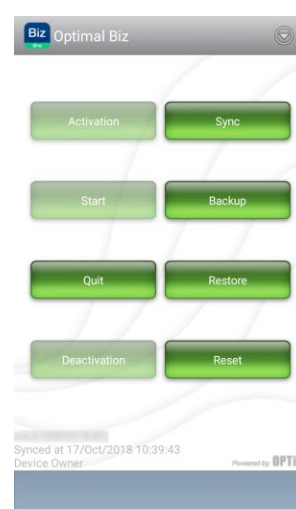 Biz Optimal Biz
Activation Sync
Start Backup
Quit Restore
Deactivation Reset
Synced at 17/Oct/2018 10:39:43
Device Owner Powered by OPTi